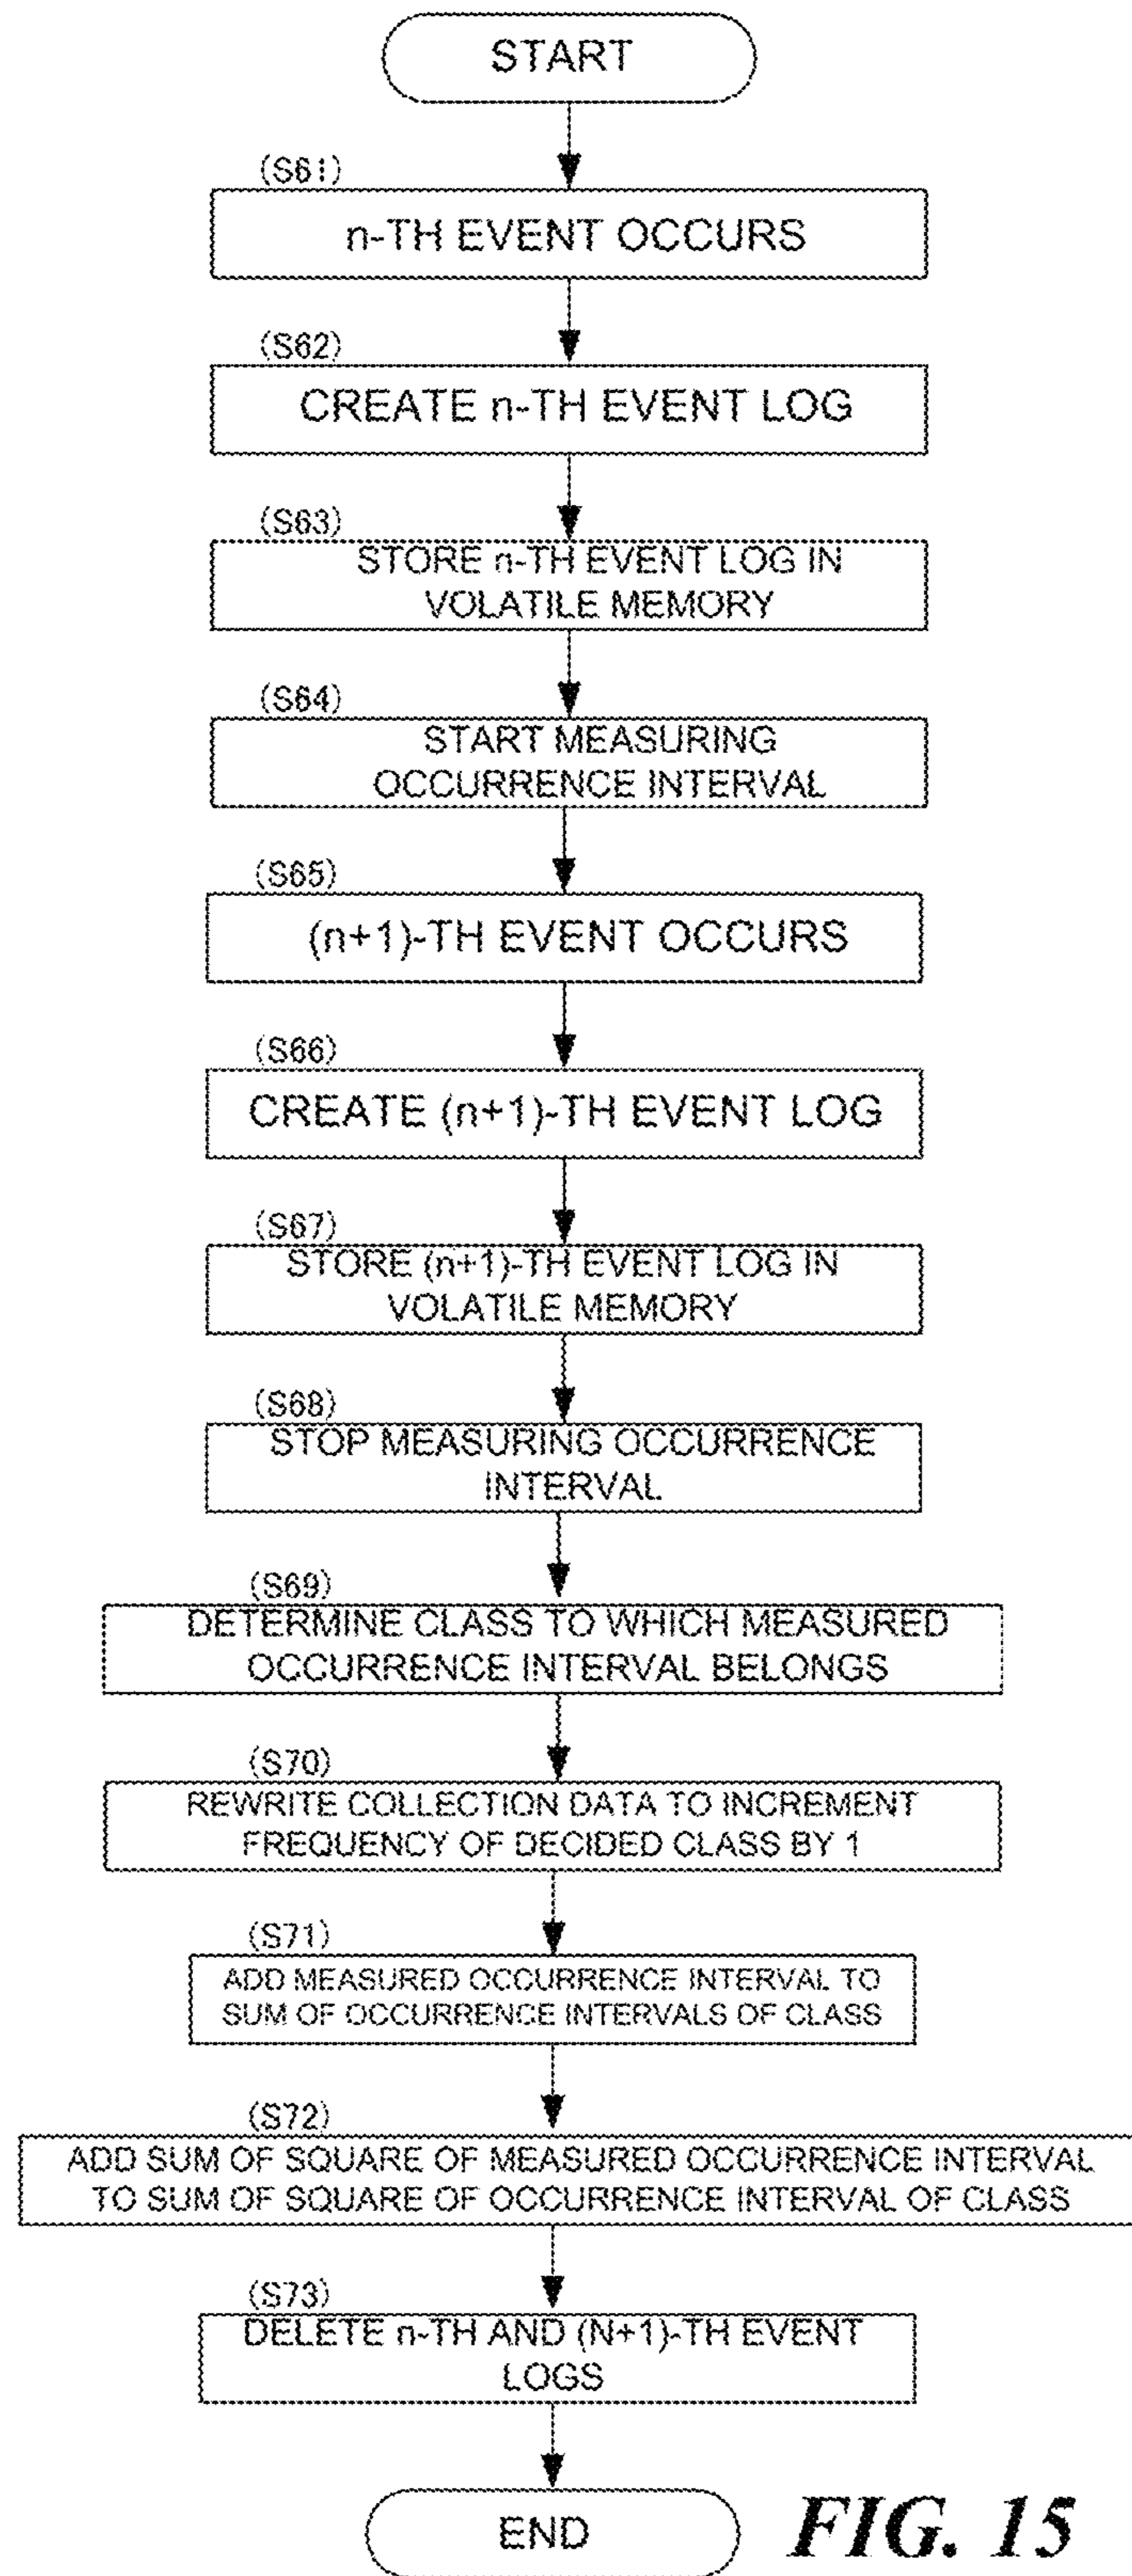 START
(S61)
n-TH EVENT OCCURS
(S62)
CREATE n-TH EVENT LOG
(S63)
STORE n-TH EVENT LOG IN
VOLATILE MEMORY
(S64)
START MEASURING
OCCURRENCE INTERVAL
(S65)
(n+1)-TH EVENT OCCURS
(S66)
CREATE (n+1)-TH EVENT LOG
(S67)
STORE (n+1)-TH EVENT LOG IN
VOLATILE MEMORY
(S68)
STOP MEASURING OCCURRENCE
INTERVAL
(S69)
DETERMINE CLASS TO WHICH MEASURED
OCCURRENCE INTERVAL BELONGS
(S70)
REWRITE COLLECTION DATA TO INCREMENT
FREQUENCY OF DECIDED CLASS BY 1
(S71)
ADD MEASURED OCCURRENCE INTERVAL TO
SUM OF OCCURRENCE INTERVALS OF CLASS
(S72)
ADD SUM OF SQUARE OF MEASURED OCCURRENCE INTERVAL
TO SUM OF SQUARE OF OCCURRENCE INTERVAL OF CLASS
(S73)
DELETE n-TH AND (N+1)-TH EVENT
LOGS
END
FIG. 15